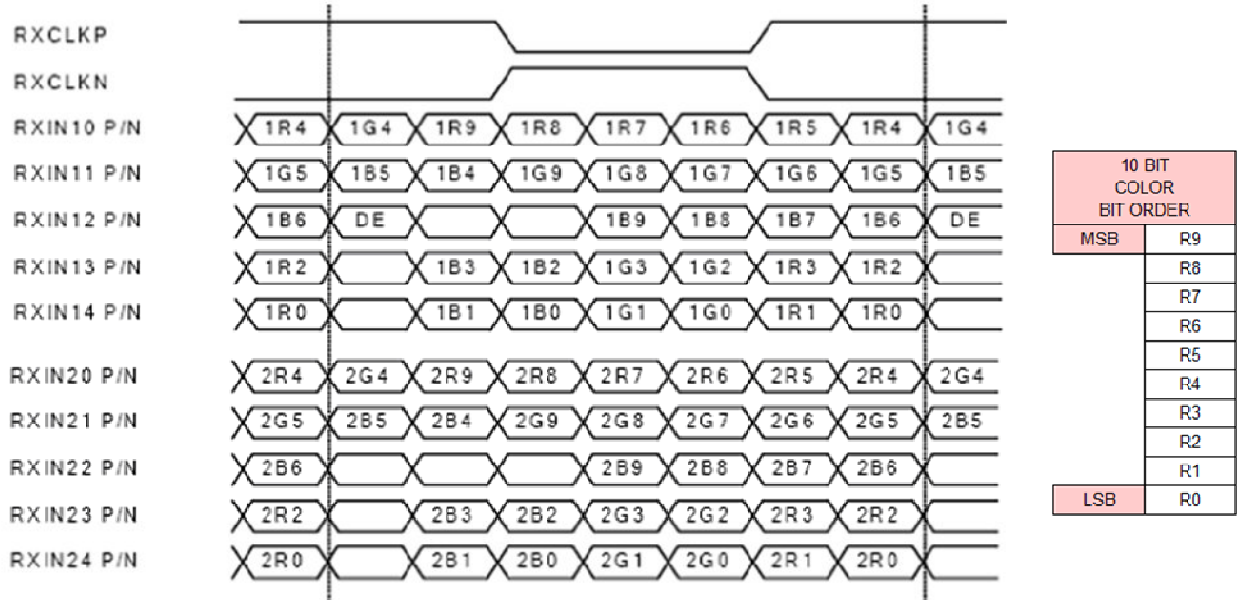 RXCLKP
RXCLKN
RXIN10 P/N 1R4 1G4 1R9 1R8 1R7 1R6 1R5 1R4 1G4
RXIN11 P/N 1G5 1B5 1B4 1G9 1G8 1G7 1G6 1G5 1B5
RXIN12 P/N 1B6 DE 1B9 1B8 1B7 1B6 DE
RXIN13 P/N 1R2 1B3 1B2 1G3 1G2 1R3 1R2
RXIN14 P/N 1R0 1B1 1B0 1G1 1G0 1R1 1R0
RXIN20 P/N 2R4 2G4 2R9 2R8 2R7 2R6 2R5 2R4 2G4
RXIN21 P/N 2G5 2B5 2B4 2G9 2G8 2G7 2G6 2G5 2B5
RXIN22 P/N 2B6 2B9 2B8 2B7 2B6
RXIN23 P/N 2R2 2B3 2B2 2G3 2G2 2R3 2R2
RXIN24 P/N 2R0 2B1 2B0 2G1 2G0 2R1 2R0
10 BIT
COLOR
BIT ORDER
MSB R9
R8
R7
R6
R5
R4
R3
R2
R1
LSB R0